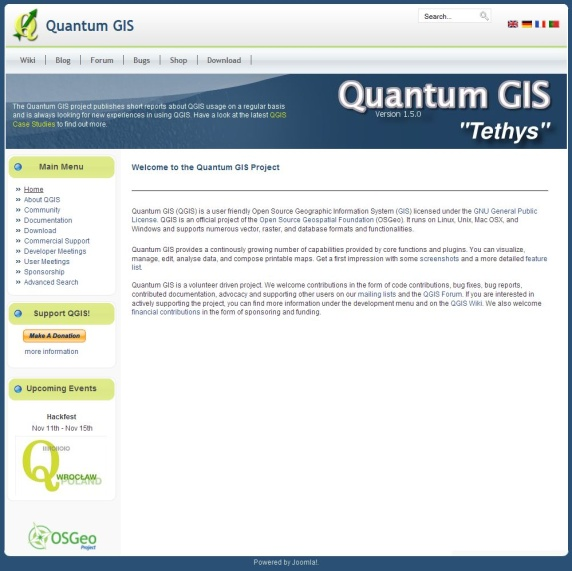 Quantum GIS
Search...
Wiki Blog Forum Bugs Shop Download
The Quantum GIS project publishes short reports about QGIS usage on a regular basis
and is always looking for new experiences in using QGIS. Have a look at the latest QGIS
Case Studies to find out more.
Quantum GIS
Version 1.5.0
"Tethys"
Main Menu
Home
About QGIS
Community
Documentation
Download
Commercial Support
Developer Meetings
User Meetings
Sponsorship
Advanced Search
Support QGIS!
Make A Donation
more information
Upcoming Events
Hackfest
Nov 11th - Nov 15th
WROCŁAW
POLAND
OSGeo
Project
Welcome to the Quantum GIS Project
Quantum GIS (QGIS) is a user friendly Open Source Geographic Information System (GIS) licensed under the GNU General Public
License. QGIS is an official project of the Open Source Geospatial Foundation (OSGeo). It runs on Linux, Unix, Mac OSX, and
Windows and supports numerous vector, raster, and database formats and functionalities.
Quantum GIS provides a continously growing number of capabilities provided by core functions and plugins. You can visualize,
manage, edit, analyse data, and compose printable maps. Get a first impression with some screenshots and a more detailed feature
list.
Quantum GIS is a volunteer driven project. We welcome contributions in the form of code contributions, bug fixes, bug reports,
contributed documentation, advocacy and supporting other users on our mailing lists and the QGIS Forum. If you are interested in
actively supporting the project, you can find more information under the development menu and on the QGIS Wiki. We also welcome
financial contributions in the form of sponsoring and funding.
Powered by Joomla!.